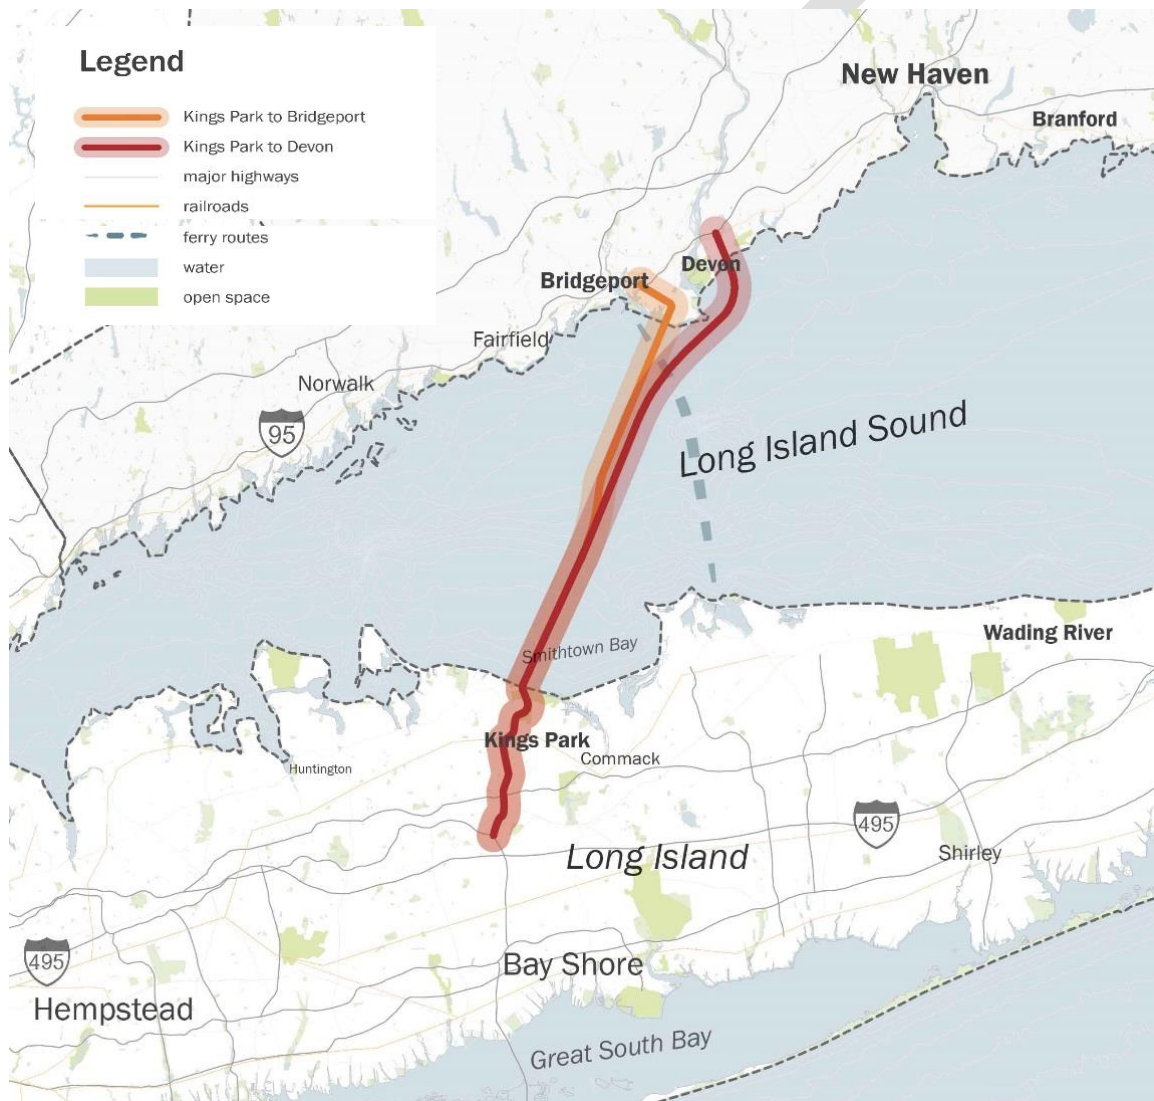 Legend
Kings Park to Bridgeport
Kings Park to Devon
major highways
railroads
ferry routes
water
open space
New Haven
Branford
Devon
Bridgeport
Fairfield
Norwalk
95
Long Island Sound
Smithtown Bay
Wading River
Kings Park
Commack
Huntington
495
Long Island
Shirley
495
Bay Shore
Hempstead
Great South Bay